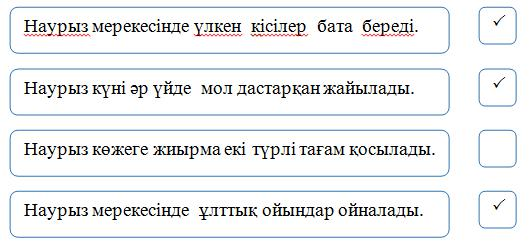 Наурыз мерекесінде үлкен кісілер бата береді. ✓
Наурыз күні әр үйде мол дастарқан жайылады. ✓
Наурыз көжеге жиырма екі түрлі тағам қосылады.
Наурыз мерекесінде ұлттық ойындар ойналады. ✓